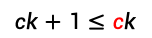 ck + 1 ≤ ck